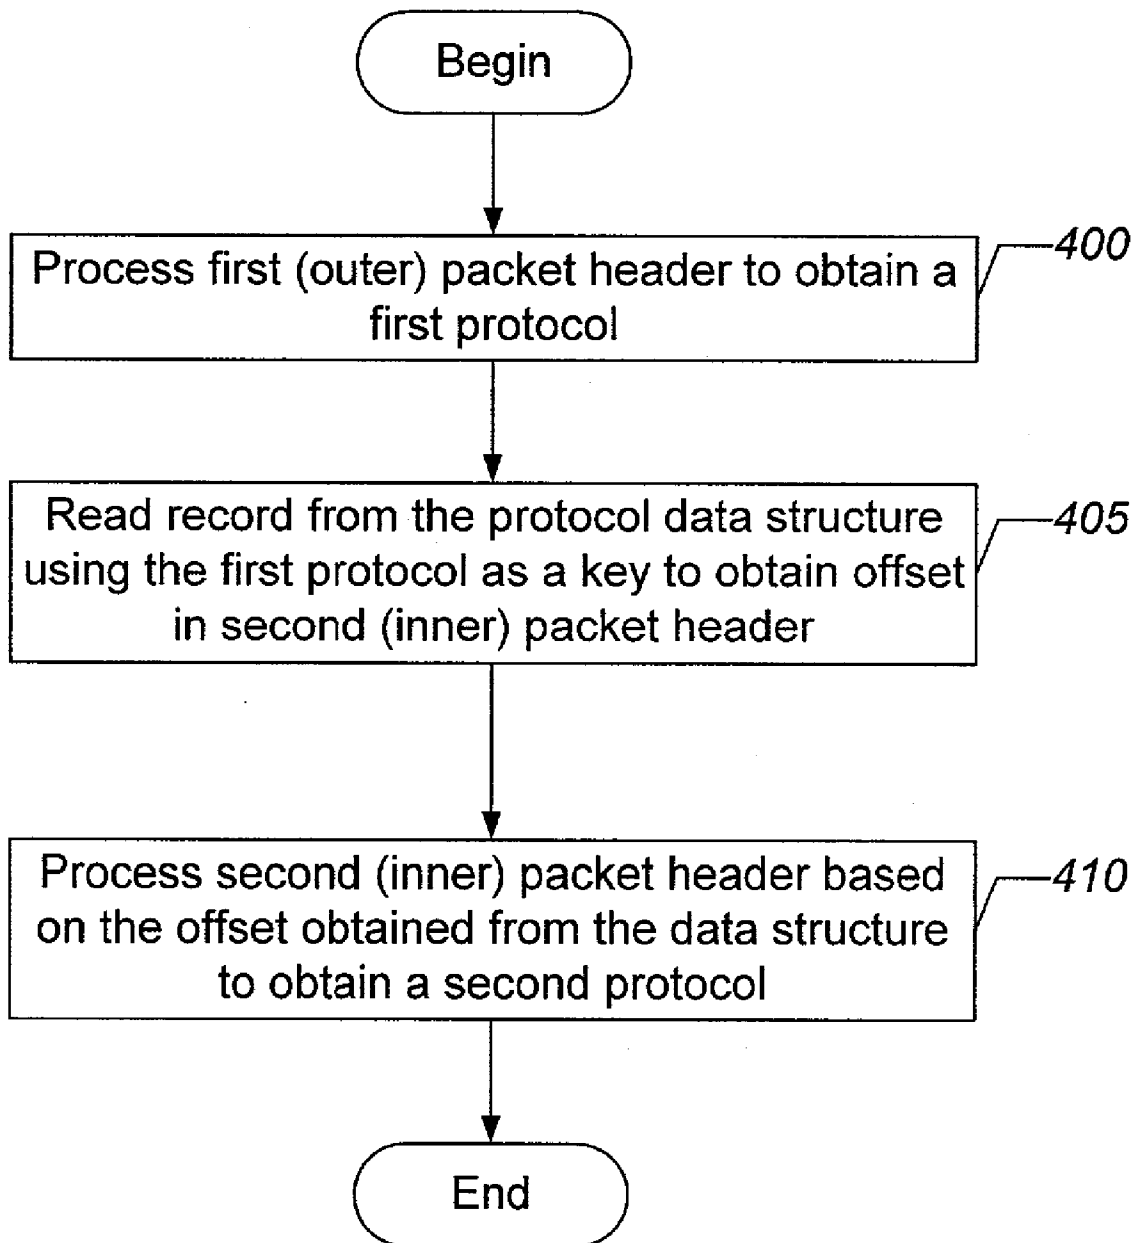 Begin
Process first (outer) packet header to obtain a
first protocol
400
Read record from the protocol data structure
using the first protocol as a key to obtain offset
in second (inner) packet header
405
Process second (inner) packet header based
on the offset obtained from the data structure
to obtain a second protocol
410
End